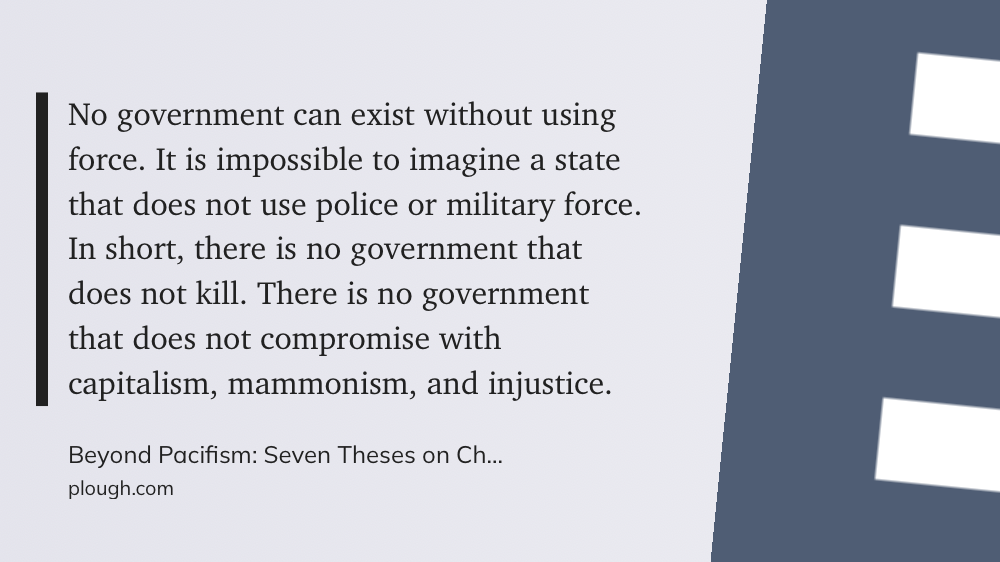 No government can exist without using
force. It is impossible to imagine a state
that does not use police or military force.
In short, there is no government that
does not kill. There is no government
that does not compromise with
capitalism, mammonism, and injustice.
Beyond Pacifism: Seven Theses on Ch...
plough.com